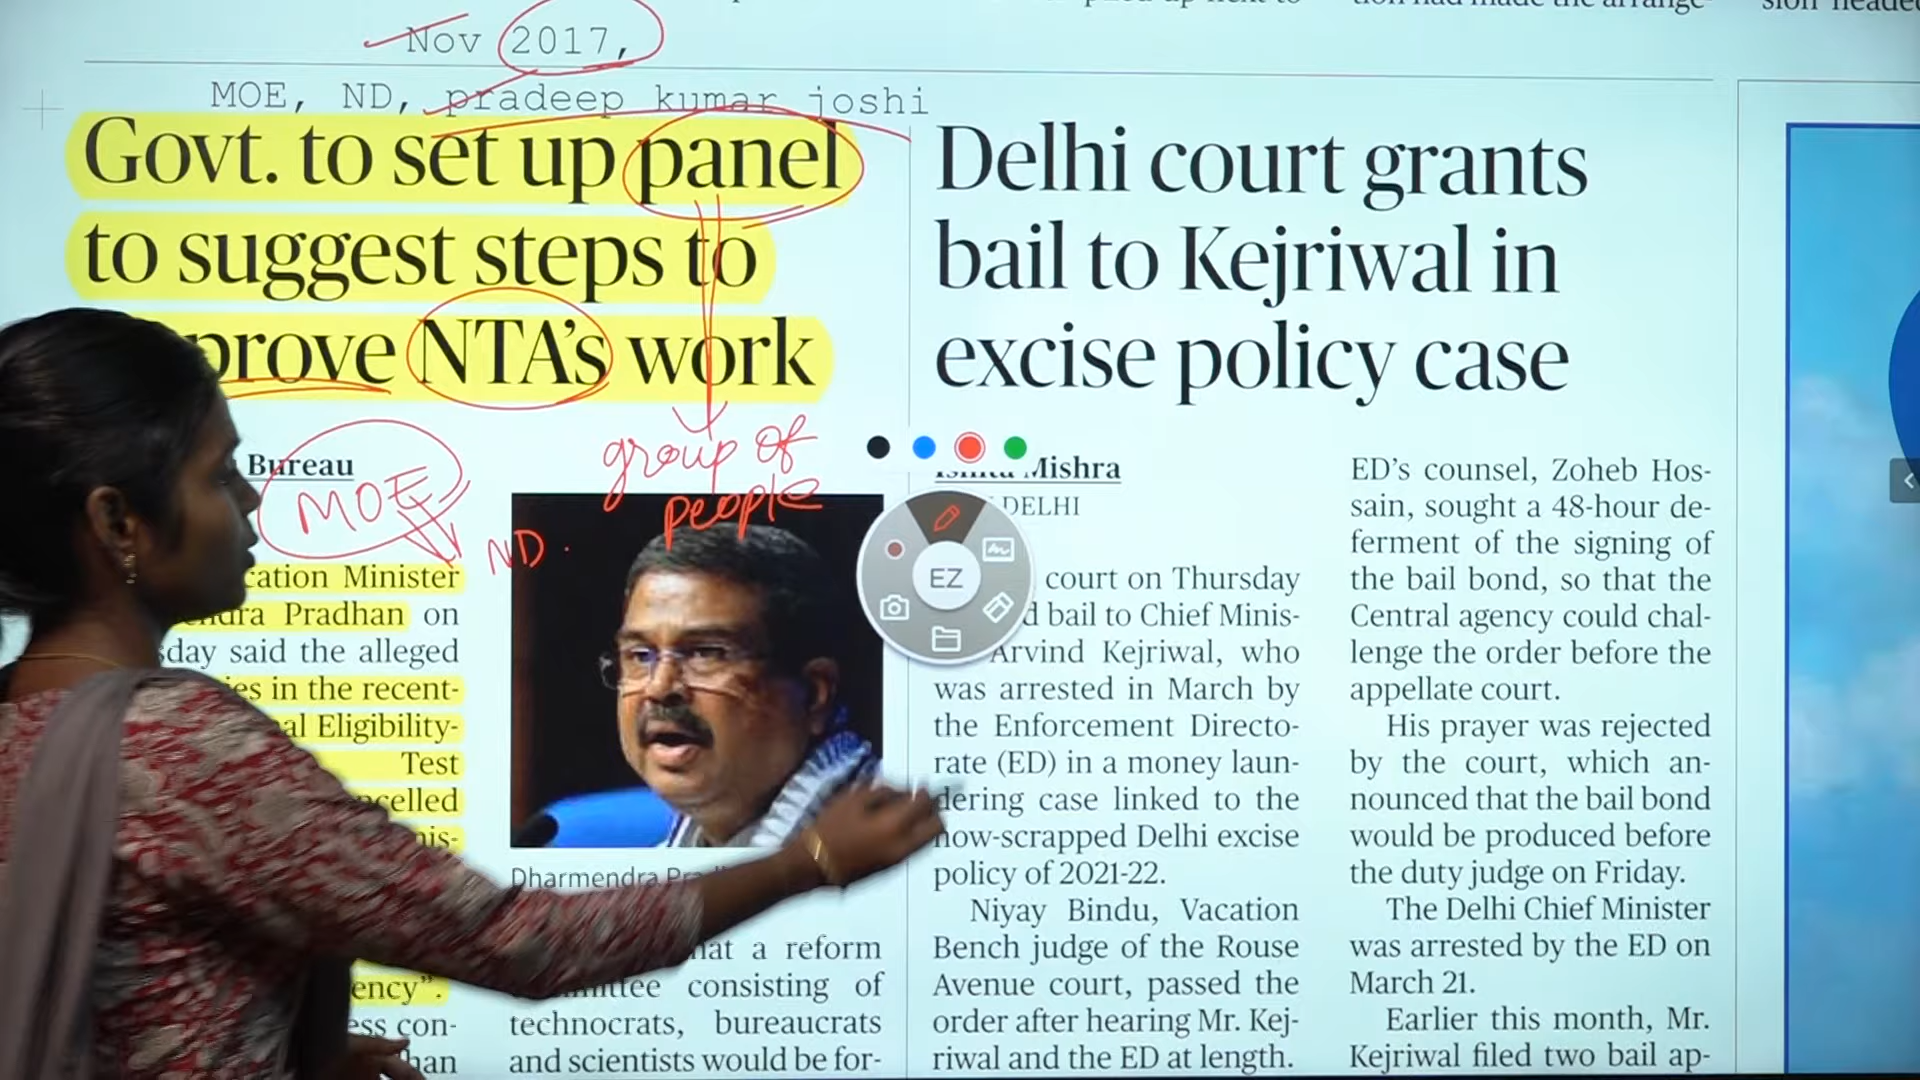 Nov 2017,
MOE, ND, pradeep kumar joshi
Govt. to set up panel
to suggest steps to
prove NTA's work
group of
people
Bureau
MOE
ND.
cation Minister
Pradhan on
day said the alleged
es in the recent-
al Eligibility-
Test
celled
nis-
ency".
ess con-
han
Dharmendra
hat a reform
committee consisting of
technocrats, bureaucrats
and scientists would be for-
Delhi court grants
bail to Kejriwal in
excise policy case
Mishra
DELHI
EZ
court on Thursday
d bail to Chief Minis-
Arvind Kejriwal, who
was arrested in March by
the Enforcement Directo-
rate (ED) in a money laun-
dering case linked to the
now-scrapped Delhi excise
policy of 2021-22.
Niyay Bindu, Vacation
Bench judge of the Rouse
Avenue court, passed the
order after hearing Mr. Kej-
riwal and the ED at length.
ED's counsel, Zoheb Hos-
sain, sought a 48-hour de-
ferment of the signing of
the bail bond, so that the
Central agency could chal-
lenge the order before the
appellate court.
His prayer was rejected
by the court, which an-
nounced that the bail bond
would be produced before
the duty judge on Friday.
The Delhi Chief Minister
was arrested by the ED on
March 21.
Earlier this month, Mr.
Kejriwal filed two bail ap-